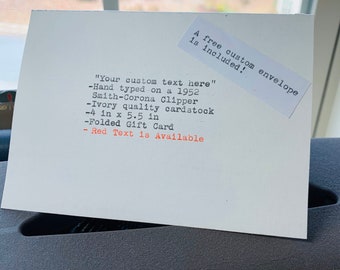 A free custom envelope
is included!
"Your custom text here"
-Hand typed on a 1952
Smith-Corona Clipper
-Ivory quality cardstock
-4 in x 5.5 in
-Folded Gift Card
-Red Text is Available